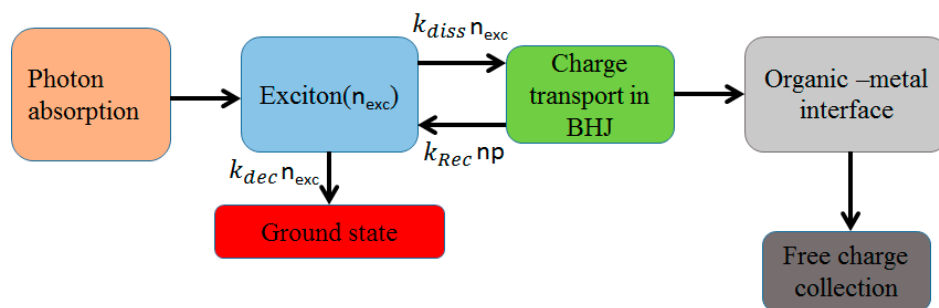 Photon
absorption
Exciton(n_exc)
k_diss n_exc
k_Rec np
k_dec n_exc
Ground state
Charge
transport in
BHJ
Organic –metal
interface
Free charge
collection